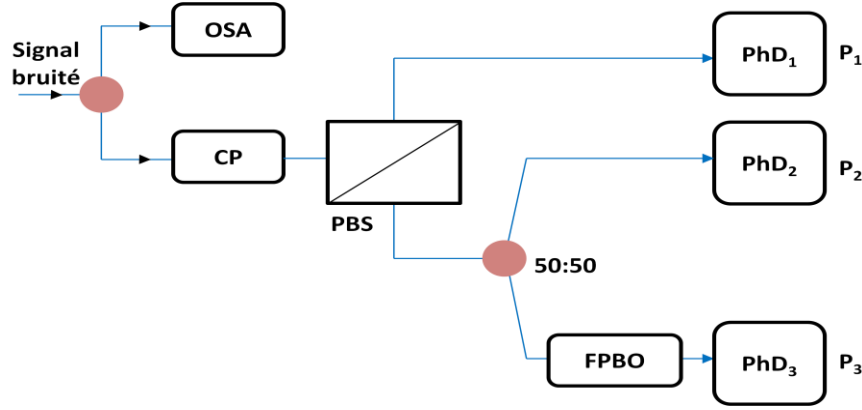 OSA
Signal
bruité
PhD₁ P₁
CP
PhD₂ P₂
PBS
50:50
FPBO
PhD₃ P₃